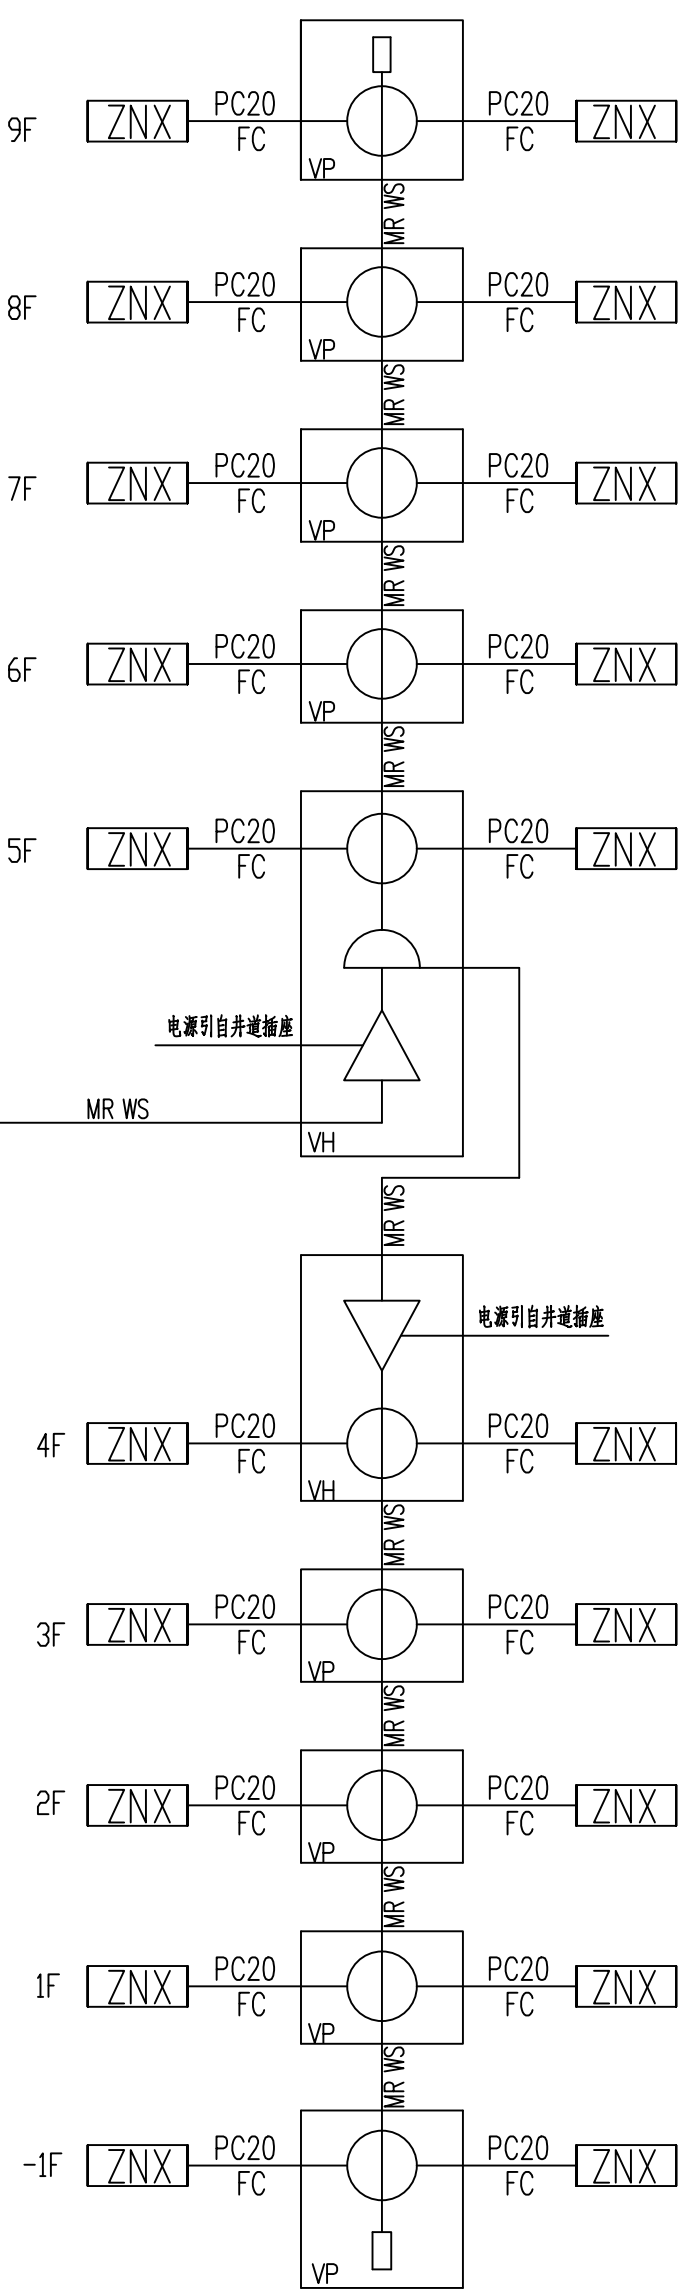 PC20 PC20
9F ZNX ZNX
FC FC
VP
MR WS
PC20 PC20
8F ZNX ZNX
FC FC
VP
MR WS
PC20 PC20
7F ZNX ZNX
FC FC
VP
MR WS
PC20 PC20
6F ZNX ZNX
FC FC
VP
MR WS
PC20 PC20
5F ZNX ZNX
FC FC
电源引自井道插座
MR WS
VH
MR WS
电源引自井道插座
PC20 PC20
4F ZNX ZNX
FC FC
VH
MR WS
PC20 PC20
3F ZNX ZNX
FC FC
VP
MR WS
PC20 PC20
2F ZNX ZNX
FC FC
VP
MR WS
PC20 PC20
1F ZNX ZNX
FC FC
VP
MR WS
PC20 PC20
-1F ZNX ZNX
FC FC
VP